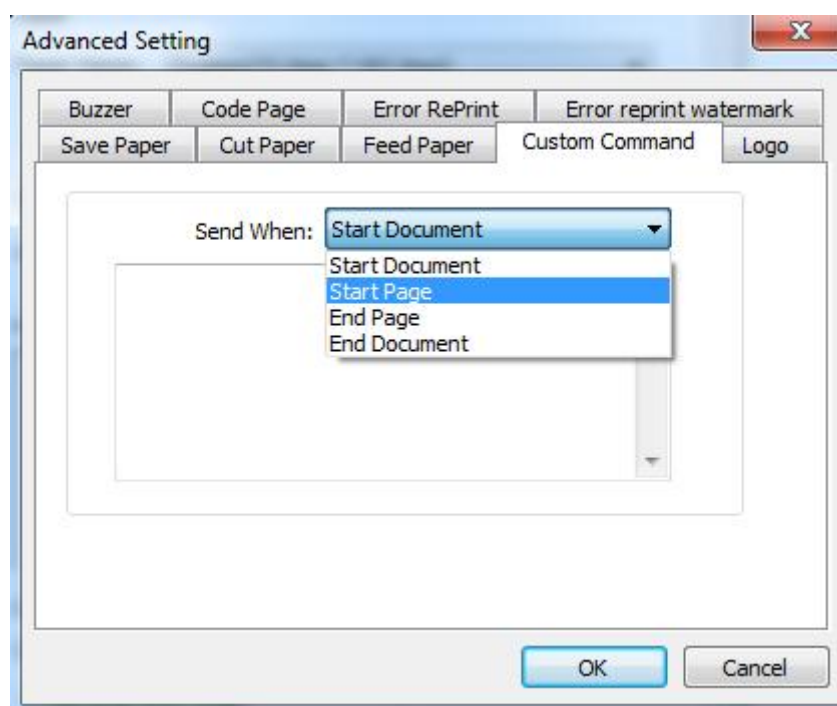 Advanced Setting
Buzzer Code Page Error RePrint Error reprint watermark
Save Paper Cut Paper Feed Paper Custom Command Logo
Send When: Start Document
Start Document
Start Page
End Page
End Document
OK Cancel